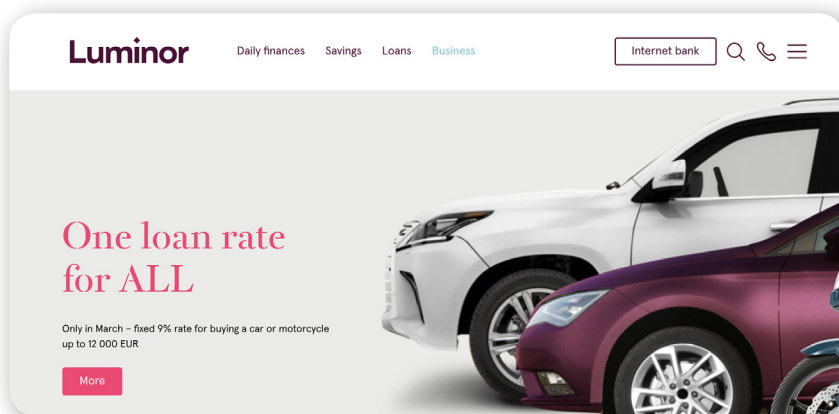 Luminor
Daily finances
Savings
Loans
Business
Internet bank
One loan rate
for ALL
Only in March – fixed 9% rate for buying a car or motorcycle
up to 12 000 EUR
More